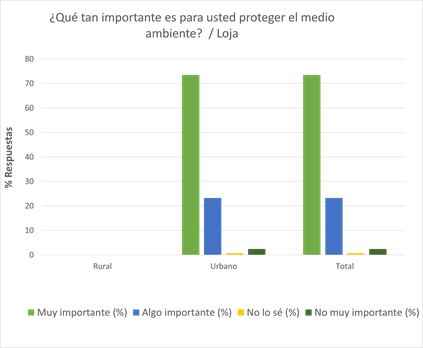 ¿Qué tan importante es para usted proteger el medio
ambiente? / Loja
80
70
60
50
40
30
20
10
0
% Respuestas
Rural Urbano Total
Muy importante (%) Algo importante (%) No lo sé (%) No muy importante (%)